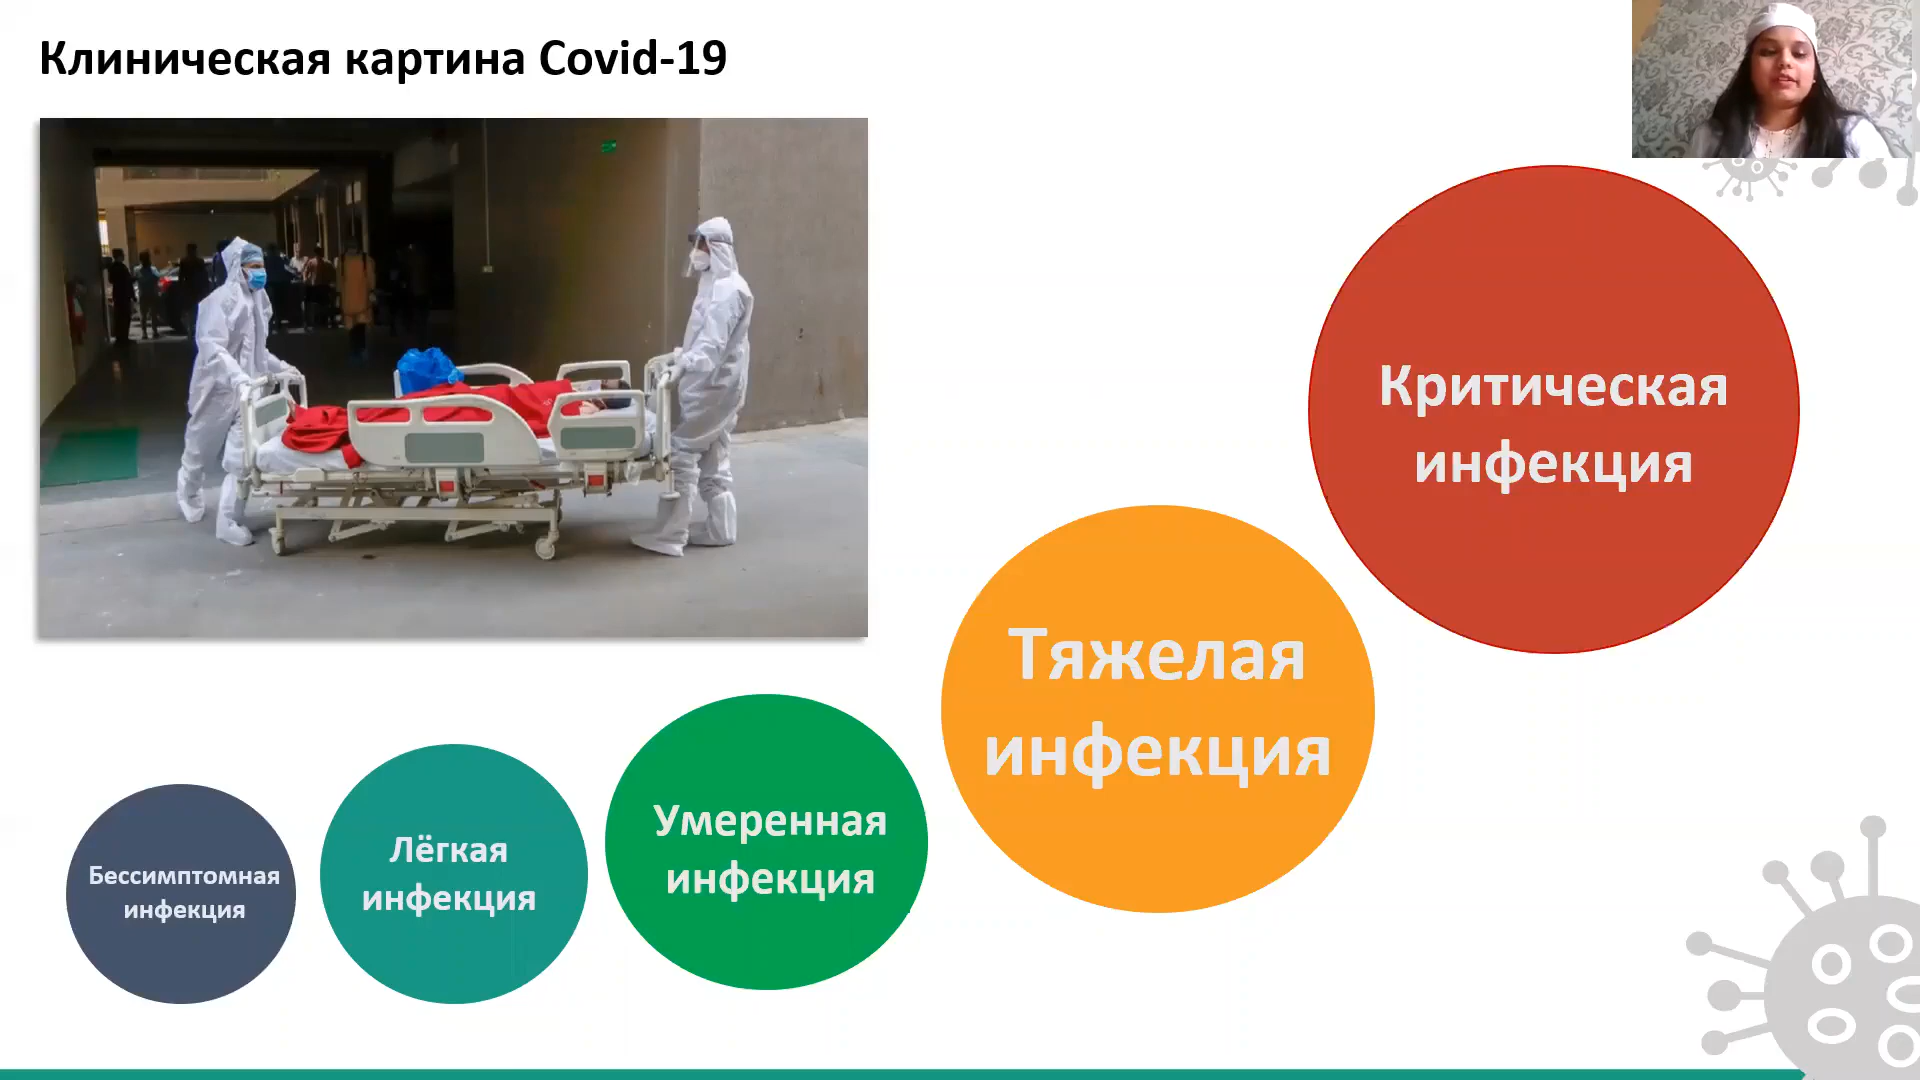 Клиническая картина Covid-19
Критическая
инфекция
Тяжелая
инфекция
Умеренная
инфекция
Лёгкая
инфекция
Бессимптомная
инфекция